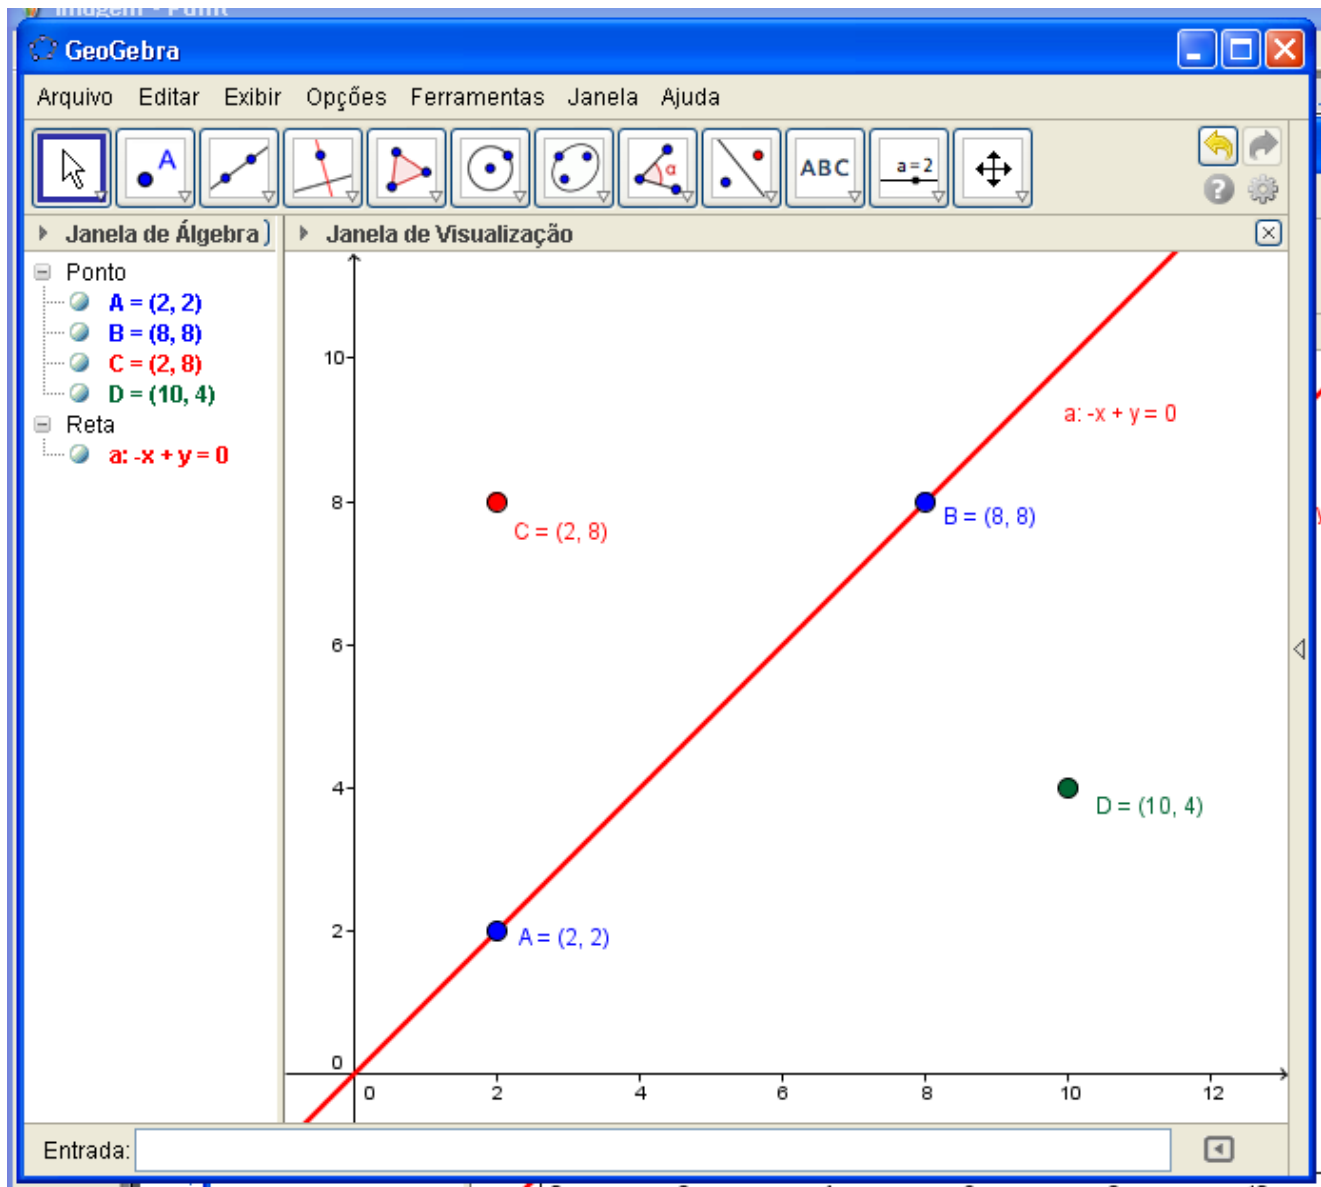 Imagem - Paint
GeoGebra
Arquivo Editar Exibir Opções Ferramentas Janela Ajuda
A
α
ABC
a=2
Janela de Álgebra
Janela de Visualização
Ponto
A = (2, 2)
B = (8, 8)
C = (2, 8)
D = (10, 4)
Reta
a: -x + y = 0
10
a: -x + y = 0
8
C = (2, 8)
B = (8, 8)
6
4
D = (10, 4)
2
A = (2, 2)
0
0 2 4 6 8 10 12
Entrada: